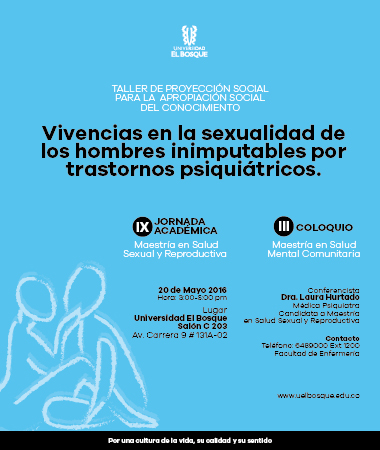 UNIVERSIDAD
EL BOSQUE
TALLER DE PROYECCIÓN SOCIAL
PARA LA APROPIACIÓN SOCIAL
DEL CONOCIMIENTO
Vivencias en la sexualidad de
los hombres inimputables por
trastornos psiquiátricos.
IX JORNADA
ACADÉMICA
Maestría en Salud
Sexual y Reproductiva
III COLOQUIO
Maestría en Salud
Mental Comunitaria
20 de Mayo 2016
Hora: 3:00-5:00 pm
Lugar
Universidad El Bosque
Salón C 203
Av. Carrera 9 # 131A-02
Conferencista
Dra. Laura Hurtado
Médica Psiquiatra
Candidata a Maestría
en Salud Sexual y Reproductiva
Contacto
Teléfono: 6489000 Ext 1200
Facultad de Enfermería
www.uelbosque.edu.co
Por una cultura de la vida, su calidad y su sentido